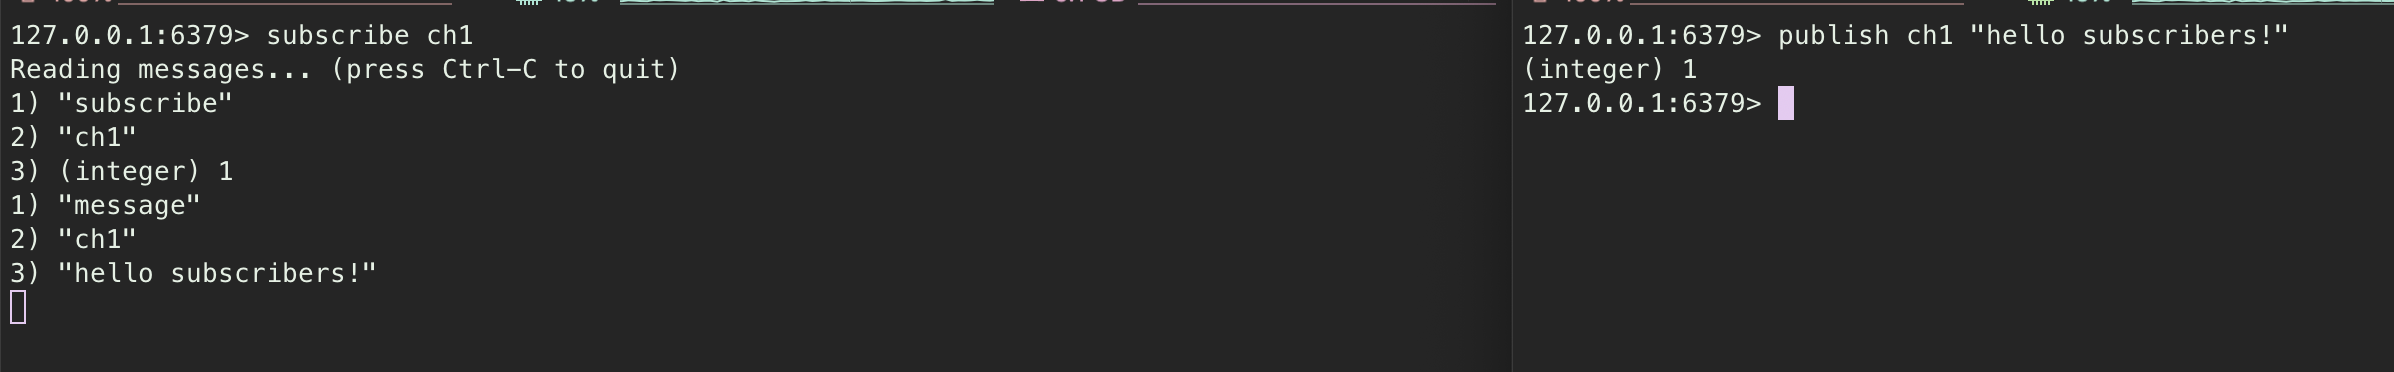 127.0.0.1:6379> subscribe ch1
Reading messages... (press Ctrl-C to quit)
1) "subscribe"
2) "ch1"
3) (integer) 1
1) "message"
2) "ch1"
3) "hello subscribers!"
127.0.0.1:6379> publish ch1 "hello subscribers!"
(integer) 1
127.0.0.1:6379>